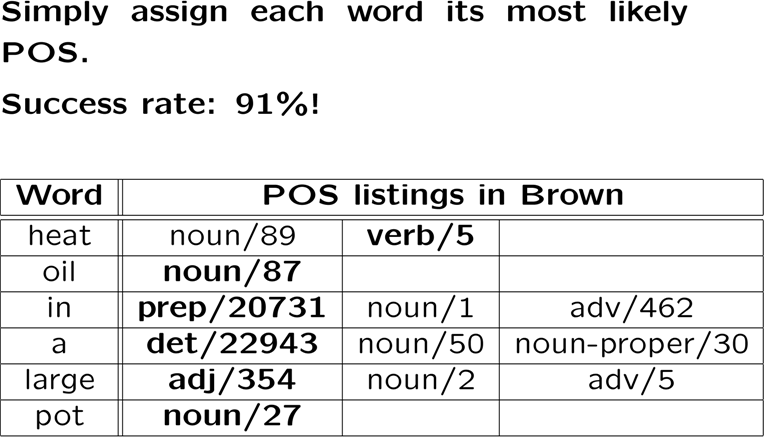 Simply assign each word its most likely
POS.
Success rate: 91%!
Word POS listings in Brown
heat noun/89 verb/5
oil noun/87
in prep/20731 noun/1 adv/462
a det/22943 noun/50 noun-proper/30
large adj/354 noun/2 adv/5
pot noun/27